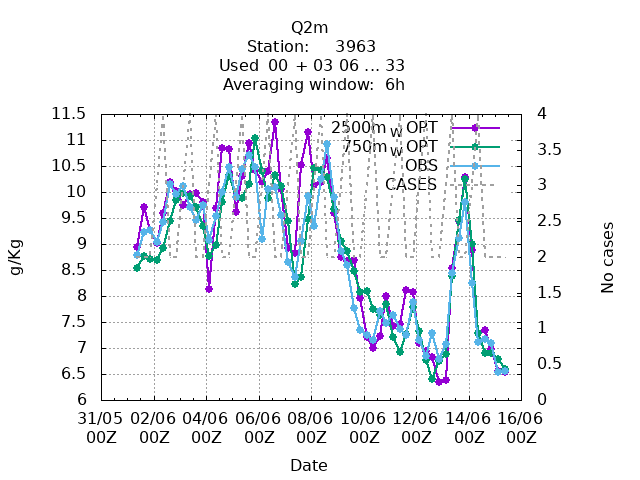 Q2m
Station: 3963
Used 00 + 03 06 ... 33
Averaging window: 6h
11.5
11
10.5
10
9.5
9
8.5
8
7.5
7
6.5
6
g/Kg
4
3.5
3
2.5
2
1.5
1
0.5
0
No cases
2500m w OPT
750m w OPT
OBS
CASES
31/05 02/06 04/06 06/06 08/06 10/06 12/06 14/06 16/06
00Z 00Z 00Z 00Z 00Z 00Z 00Z 00Z 00Z
Date